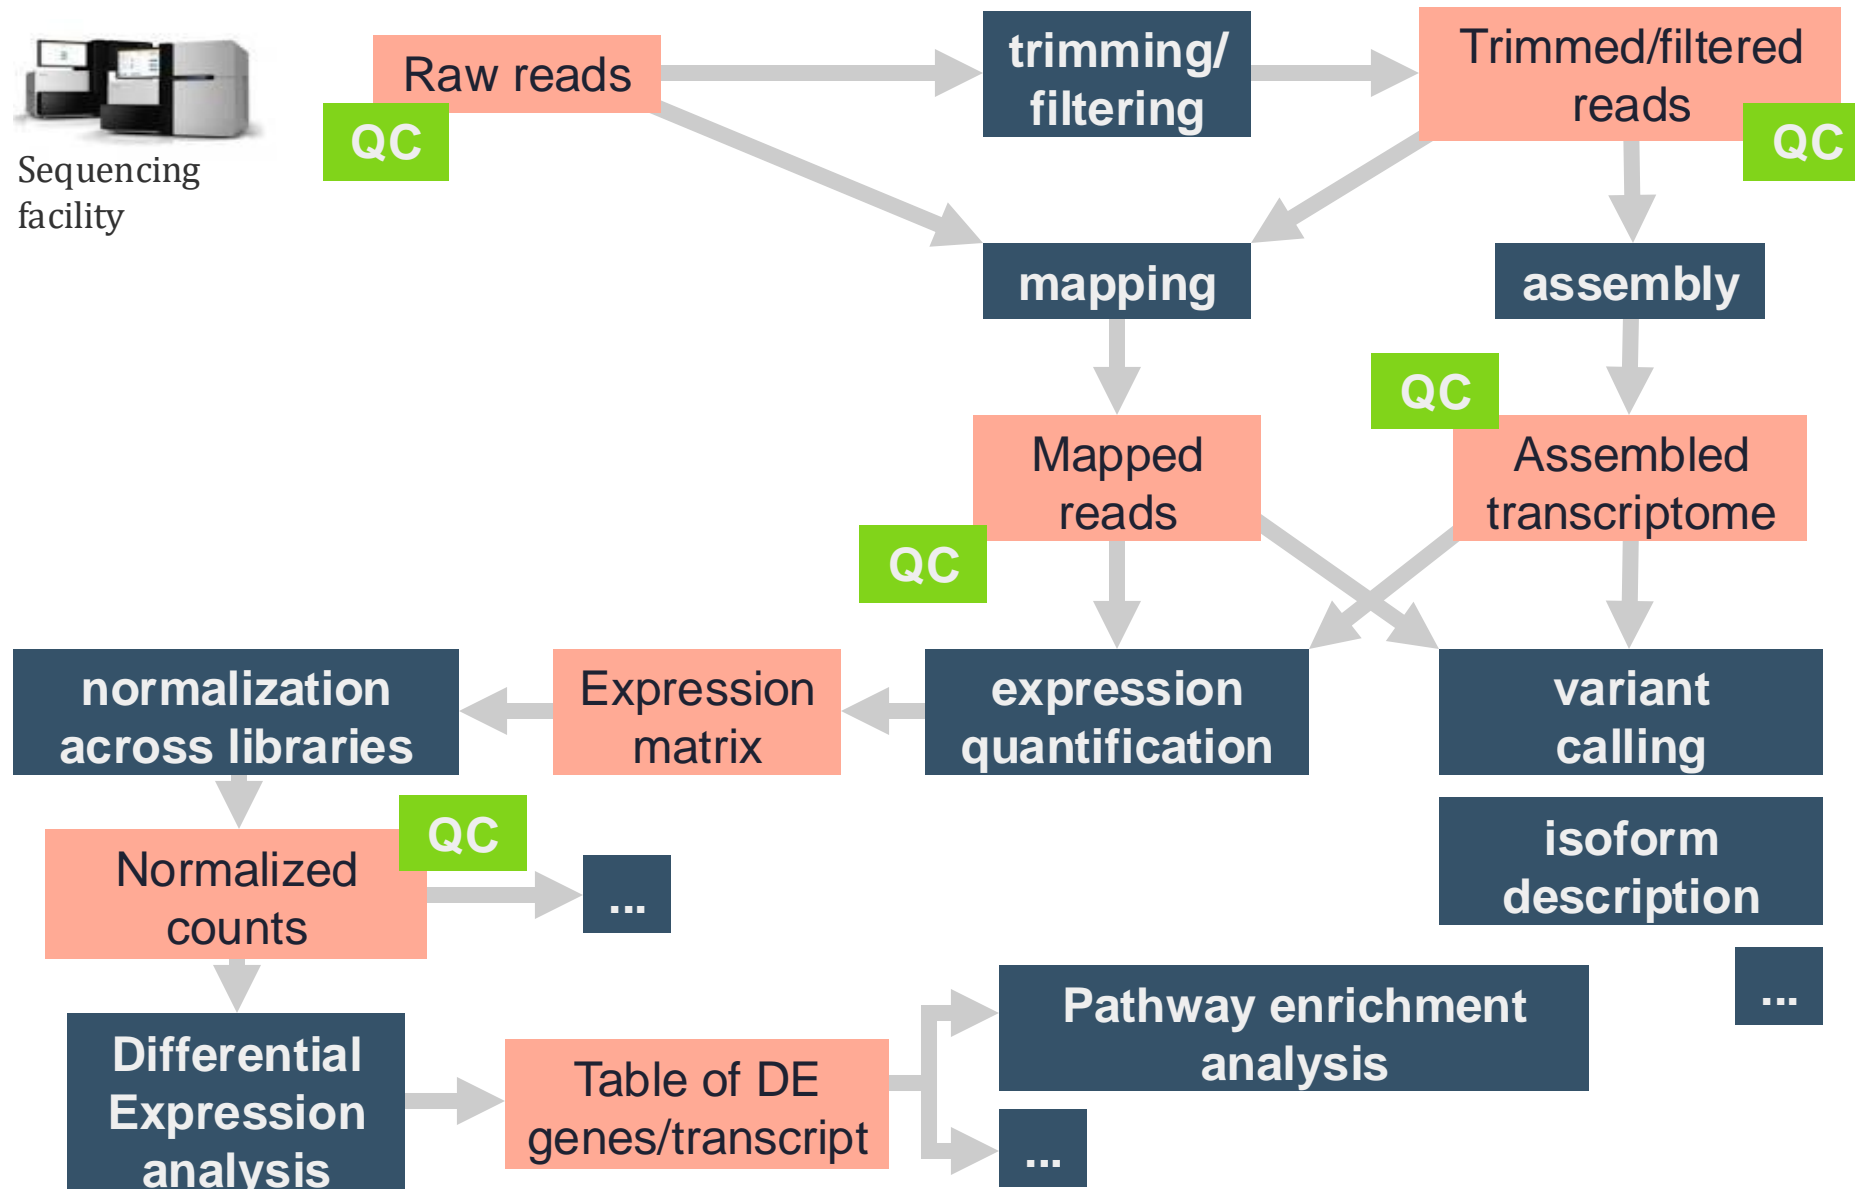 Sequencing
facility
Raw reads
QC
trimming/
filtering
Trimmed/filtered
reads
QC
mapping
assembly
QC
Mapped
reads
QC
Assembled
transcriptome
normalization
across libraries
Expression
matrix
expression
quantification
variant
calling
isoform
description
...
QC
Normalized
counts
...
Differential
Expression
analysis
Table of DE
genes/transcript
Pathway enrichment
analysis
...